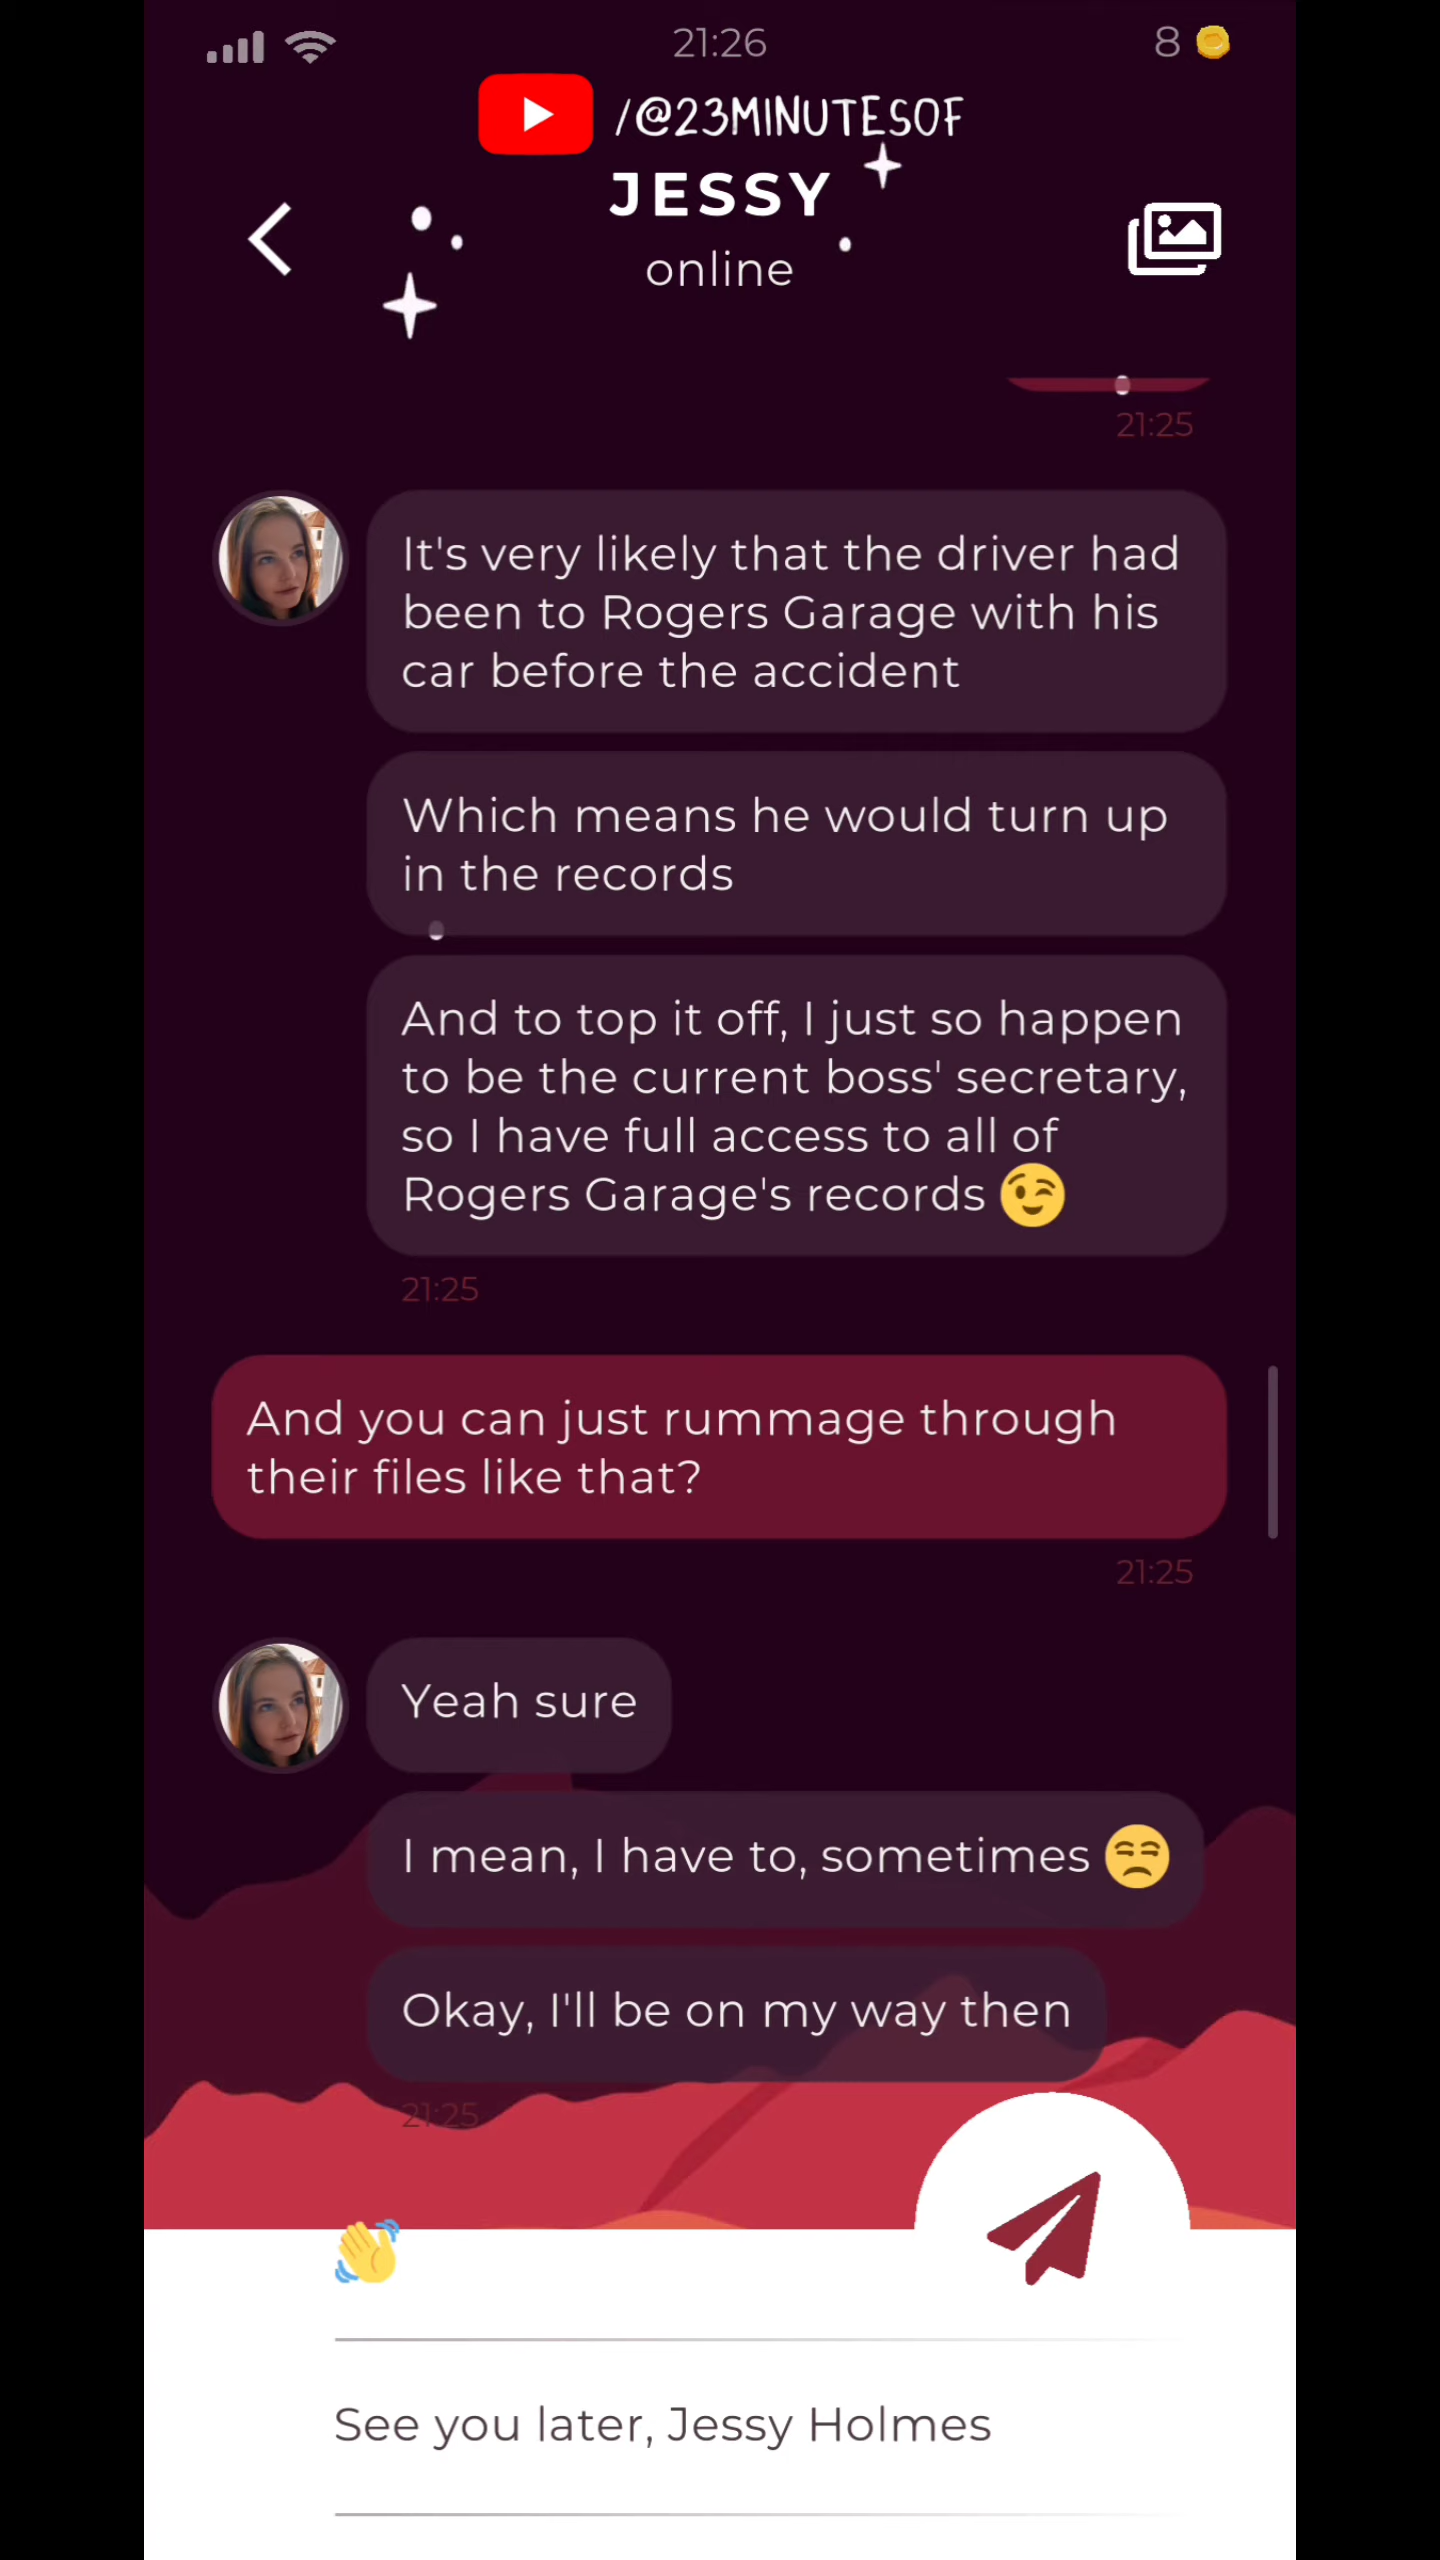 21:26
8
/@23MINUTESOF
JESSY
online
21:25
It's very likely that the driver had
been to Rogers Garage with his
car before the accident
Which means he would turn up
in the records
And to top it off, I just so happen
to be the current boss' secretary,
so I have full access to all of
Rogers Garage's records 😉
21:25
And you can just rummage through
their files like that?
21:25
Yeah sure
I mean, I have to, sometimes 😒
Okay, I'll be on my way then
21:25
👋
See you later, Jessy Holmes